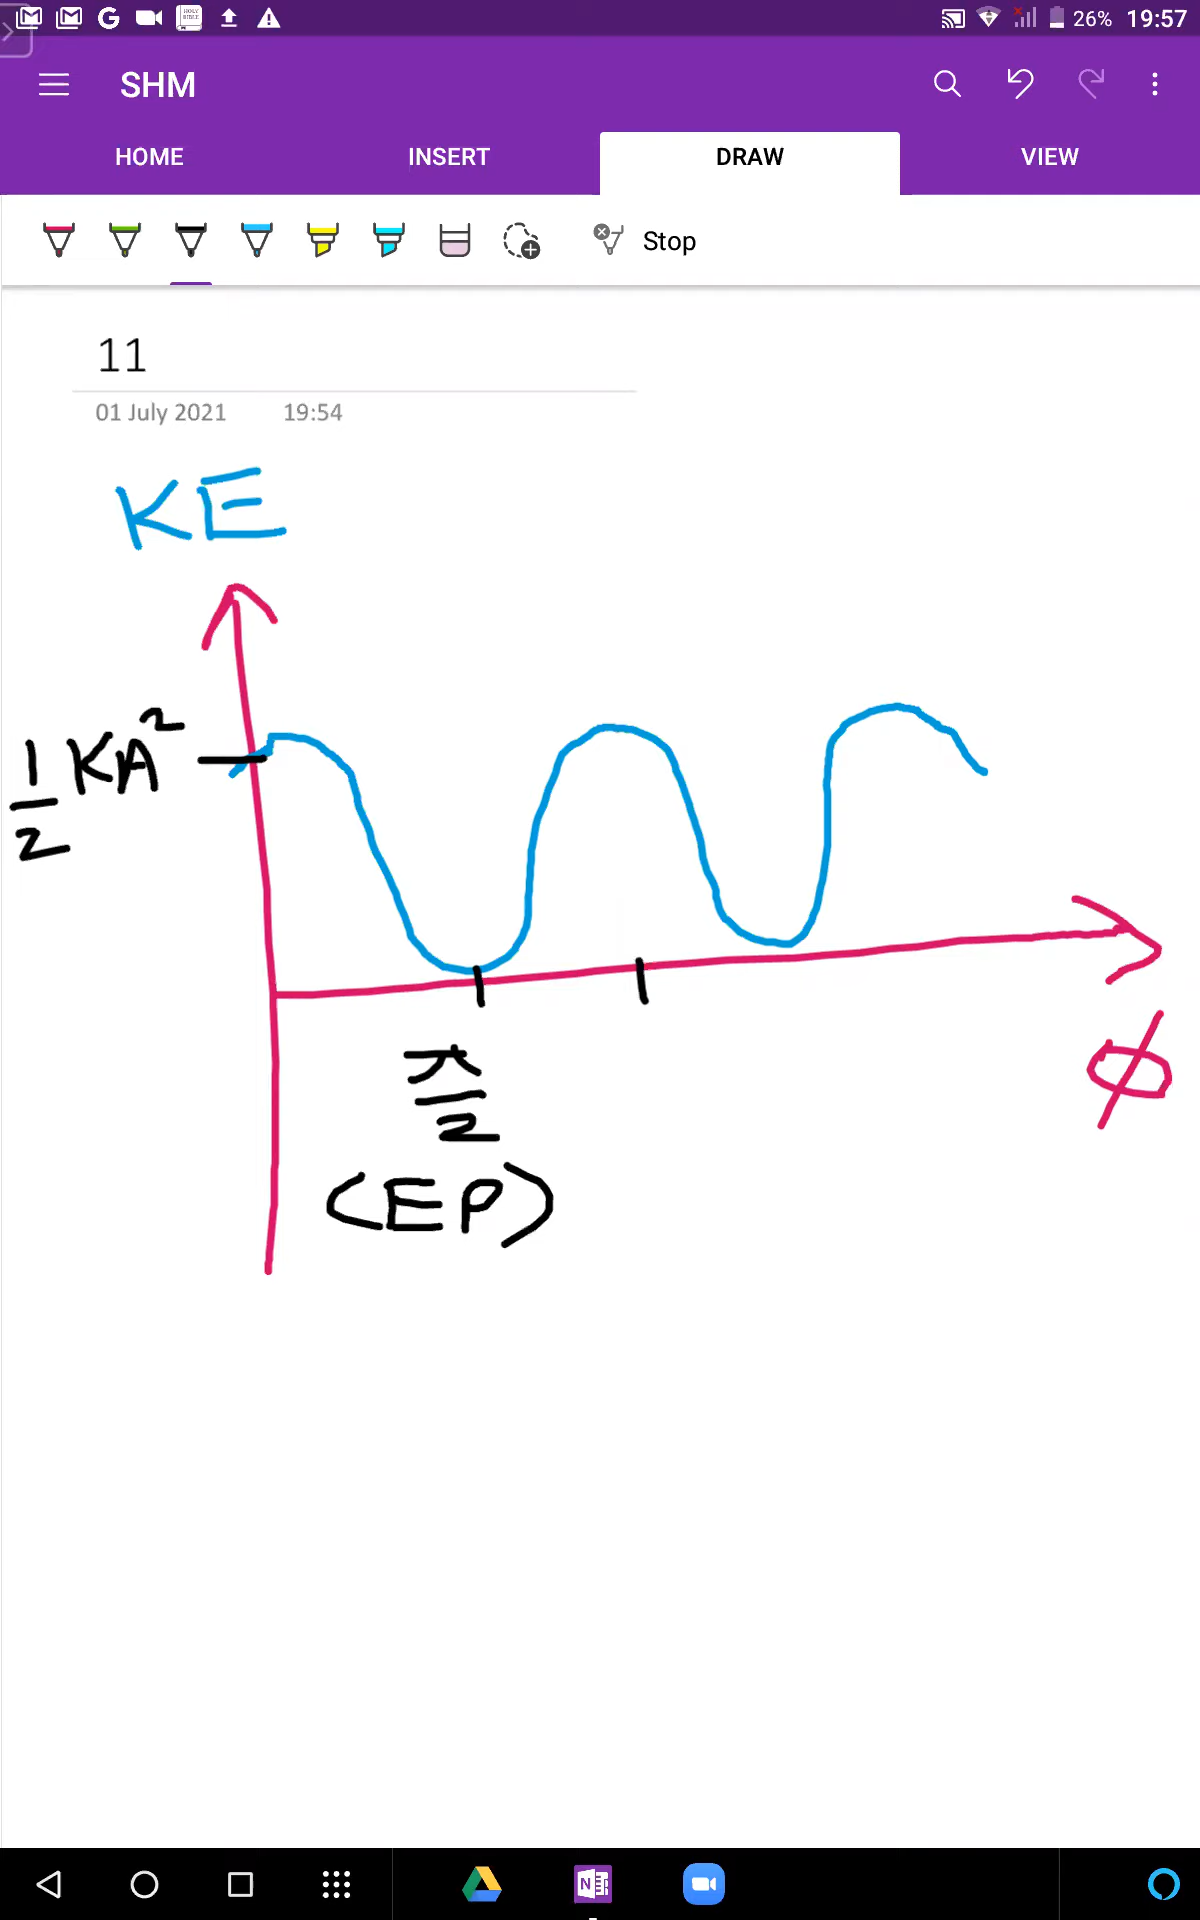 26% 19:57
SHM
HOME INSERT DRAW VIEW
Stop
11
01 July 2021 19:54
KE
1/2 KA²
π/2
(EP)
ϕ